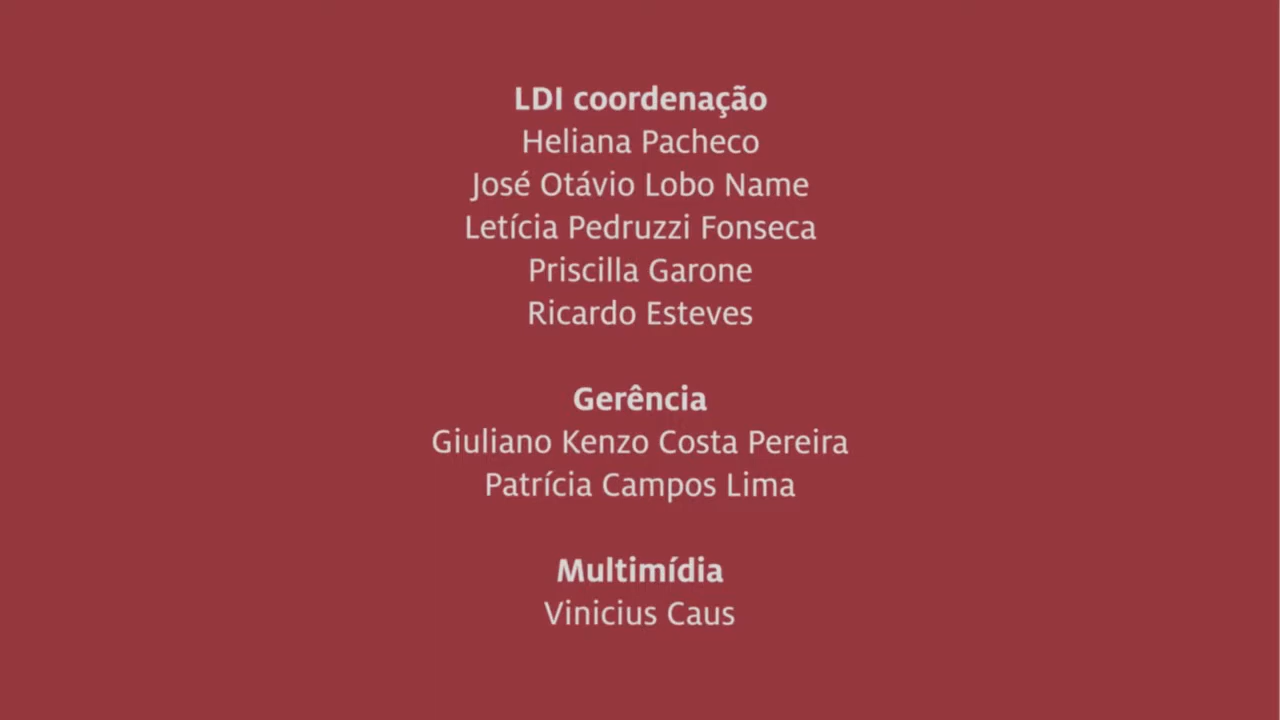 LDI coordenação
Heliana Pacheco
José Otávio Lobo Name
Letícia Pedruzzi Fonseca
Priscilla Garone
Ricardo Esteves
Gerência
Giuliano Kenzo Costa Pereira
Patrícia Campos Lima
Multimídia
Vinicius Caus